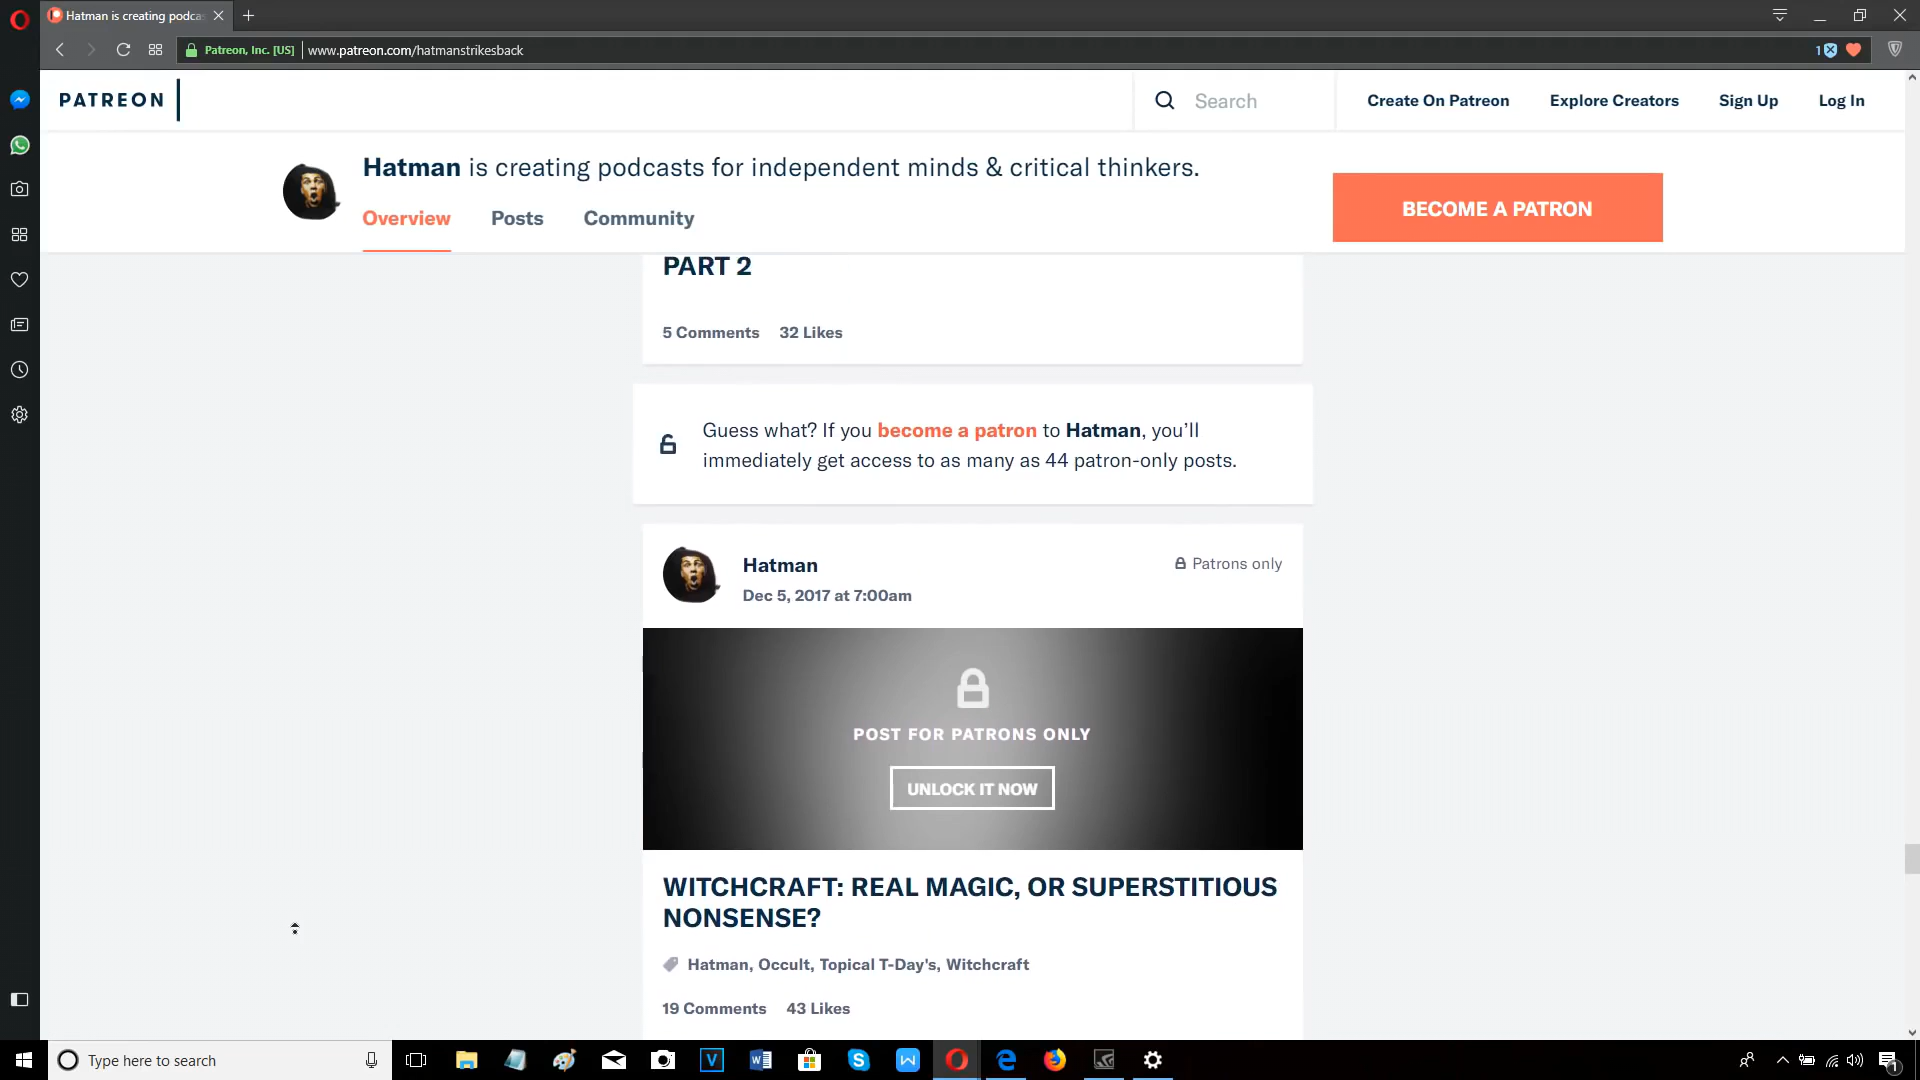 Hatman is creating podca
Patreon, Inc. [US]
www.patreon.com/hatmanstrikesback
1
PATREON
Search
Create On Patreon
Explore Creators
Sign Up
Log In
Hatman is creating podcasts for independent minds & critical thinkers.
Overview
Posts
Community
BECOME A PATRON
PART 2
5 Comments
32 Likes
Guess what? If you become a patron to Hatman, you’ll
immediately get access to as many as 44 patron-only posts.
Hatman
Patrons only
Dec 5, 2017 at 7:00am
POST FOR PATRONS ONLY
UNLOCK IT NOW
WITCHCRAFT: REAL MAGIC, OR SUPERSTITIOUS
NONSENSE?
Hatman, Occult, Topical T-Day's, Witchcraft
19 Comments
43 Likes
Type here to search
1